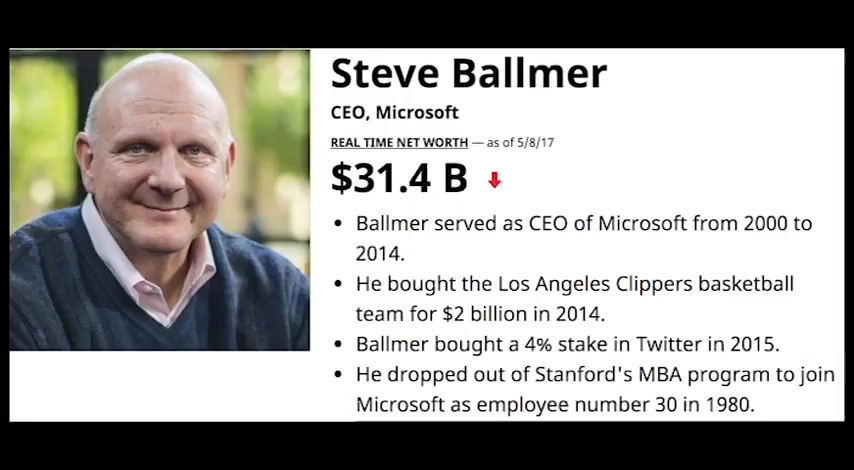 Steve Ballmer
CEO, Microsoft
REAL TIME NET WORTH — as of 5/8/17
$31.4 B
• Ballmer served as CEO of Microsoft from 2000 to
2014.
• He bought the Los Angeles Clippers basketball
team for $2 billion in 2014.
• Ballmer bought a 4% stake in Twitter in 2015.
• He dropped out of Stanford's MBA program to join
Microsoft as employee number 30 in 1980.